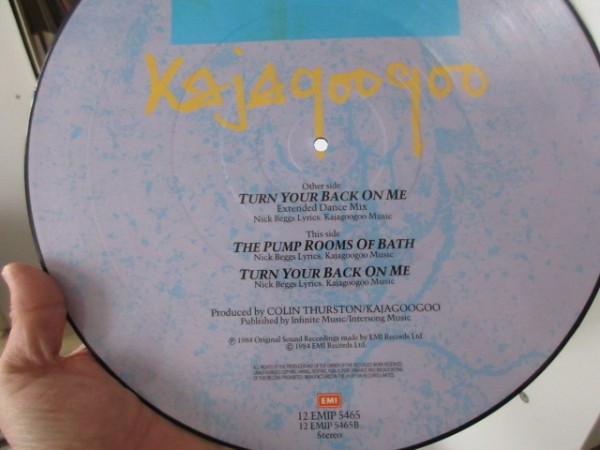 Kajagoogoo
Other side
TURN YOUR BACK ON ME
Extended Dance Mix
Nick Beggs Lyrics. Kajagoogoo Music
This side
THE PUMP ROOMS OF BATH
Nick Beggs Lyrics. Kajagoogoo Music
TURN YOUR BACK ON ME
Nick Beggs Lyrics. Kajagoogoo Music
Produced by COLIN THURSTON/KAJAGOOGOO
Published by Infinite Music/Intersong Music
℗ 1984 Original Sound Recordings made by EMI Records Ltd.
© 1984 EMI Records Ltd.
EMI
12 EMIP 5465
12 EMIP 5465B
Stereo